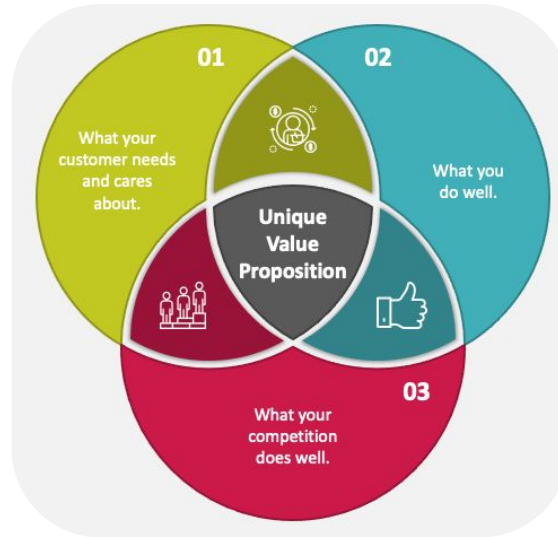 01
What your
customer needs
and cares
about.
02
What you
do well.
Unique
Value
Proposition
03
What your
competition
does well.